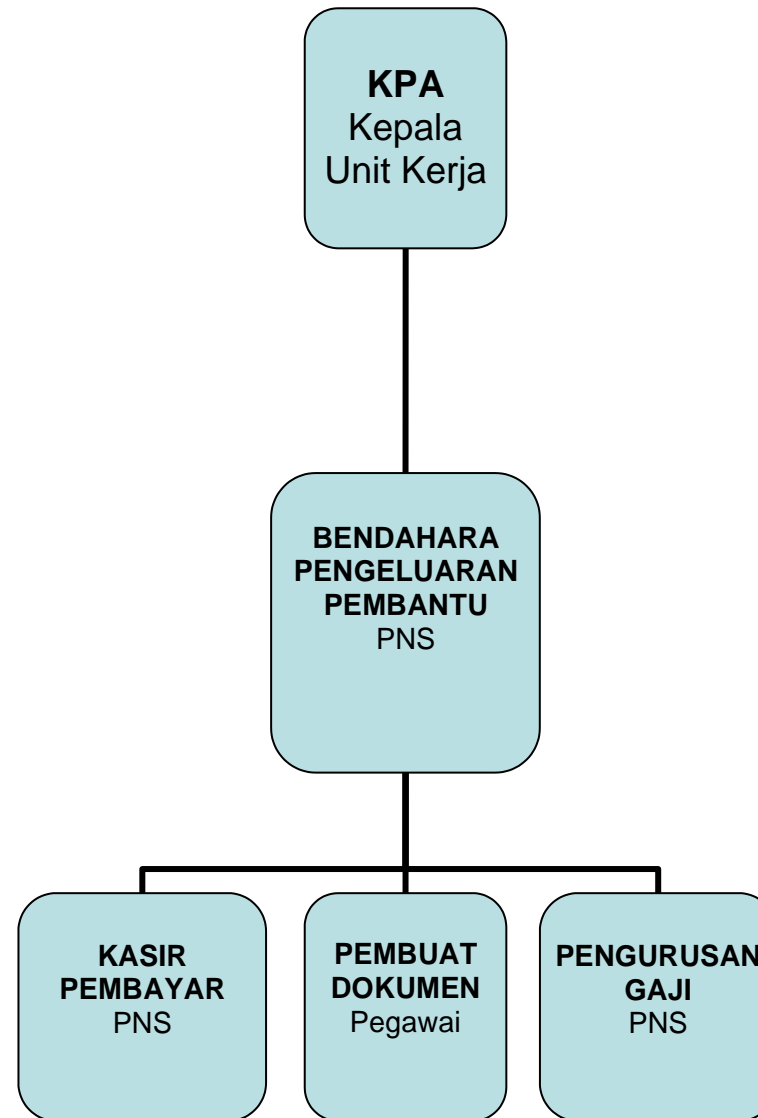 KPA
Kepala
Unit Kerja
BENDAHARA
PENGELUARAN
PEMBANTU
PNS
KASIR
PEMBAYAR
PNS
PEMBUAT
DOKUMEN
Pegawai
PENGURUSAN
GAJI
PNS